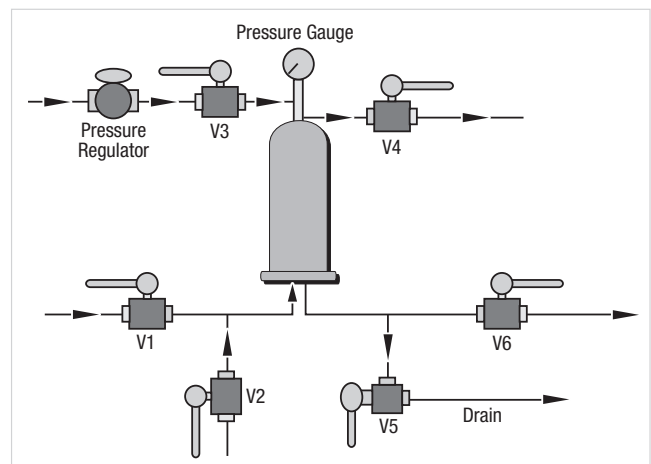 Pressure Gauge
Pressure
Regulator
V3
V4
V1
V2
V5
V6
Drain